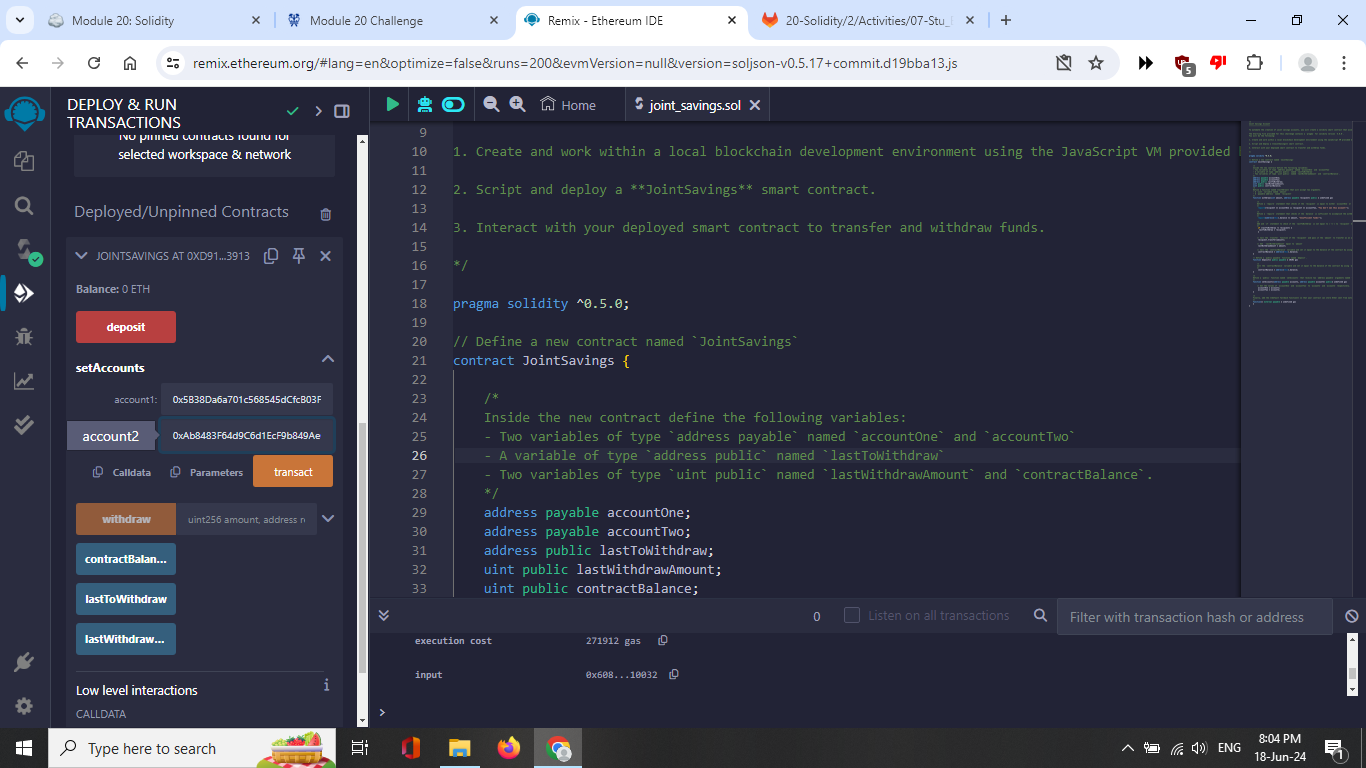 Module 20: Solidity
Module 20 Challenge
Remix - Ethereum IDE
20-Solidity/2/Activities/07-Stu_
remix.ethereum.org/#lang=en&optimize=false&runs=200&evmVersion=null&version=soljson-v0.5.17+commit.d19bba13.js
5
DEPLOY & RUN
TRANSACTIONS
No pinned contracts found for
selected workspace & network
Deployed/Unpinned Contracts
JOINTSAVINGS AT 0XD91...3913
Balance: 0 ETH
deposit
setAccounts
account1:
0x5B38Da6a701c568545dCfcB03F
account2
0xAb8483F64d9C6d1EcF9b849Ae
Calldata
Parameters
transact
withdraw
uint256 amount, address re
contractBalan...
lastToWithdraw
lastWithdraw...
Low level interactions
i
CALLDATA
Home
joint_savings.sol
9
10 1. Create and work within a local blockchain development environment using the JavaScript VM provided
11
12 2. Script and deploy a **JointSavings** smart contract.
13
14 3. Interact with your deployed smart contract to transfer and withdraw funds.
15
16 */
17
18 pragma solidity ^0.5.0;
19
20 // Define a new contract named `JointSavings`
21 contract JointSavings {
22
23 /*
24 Inside the new contract define the following variables:
25 - Two variables of type `address payable` named `accountOne` and `accountTwo`
26 - A variable of type `address public` named `lastToWithdraw`
27 - Two variables of type `uint public` named `lastWithdrawAmount` and `contractBalance`.
28 */
29 address payable accountOne;
30 address payable accountTwo;
31 address public lastToWithdraw;
32 uint public lastWithdrawAmount;
33 uint public contractBalance;
0
Listen on all transactions
Filter with transaction hash or address
execution cost 271912 gas
input 0x608...10032
>
Type here to search
ENG
8:04 PM
18-Jun-24
1